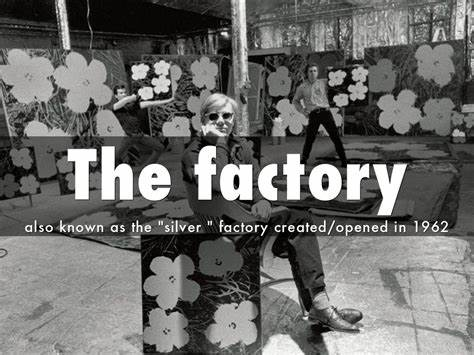 The factory
also known as the "silver " factory created/opened in 1962